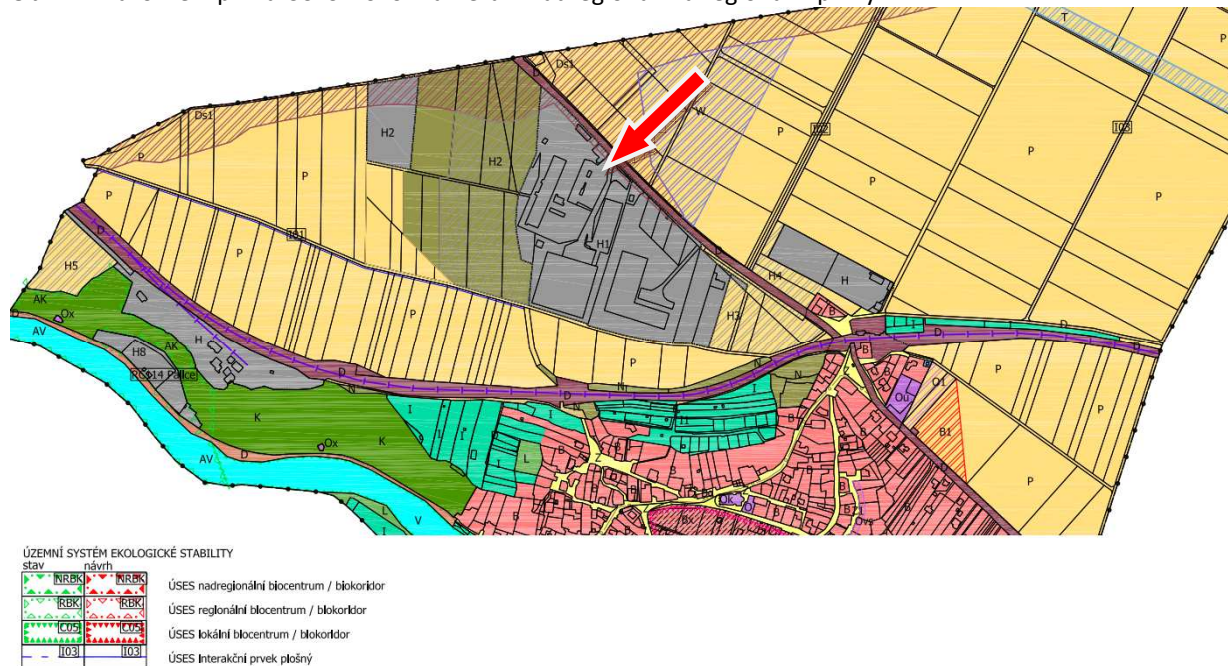 Ds1
T
P
Ds1
D
H2
H2
W
P
I02
I03
P
P
P
P
P
I01
H1
D
D
H5
P
H4
H
AK
Ox
AV
AK
H
H8
P
H3
B
I
D
D
D
D
N
N
P
B
P
K
I
I
I1
N
B
O1
Ou
B1
P
P
AV
D
Ox
K
I
I
I
L
B
Z
B
B
B
V
L
I
B
B
B
B
Ovs
ÚZEMNÍ SYSTÉM EKOLOGICKÉ STABILITY
stav návrh
NRBK NRBK ÚSES nadregionální biocentrum / biokoridor
RBK RBK ÚSES regionální biocentrum / biokoridor
C05 C05 ÚSES lokální biocentrum / biokoridor
I03 I03 ÚSES Interakční prvek plošný